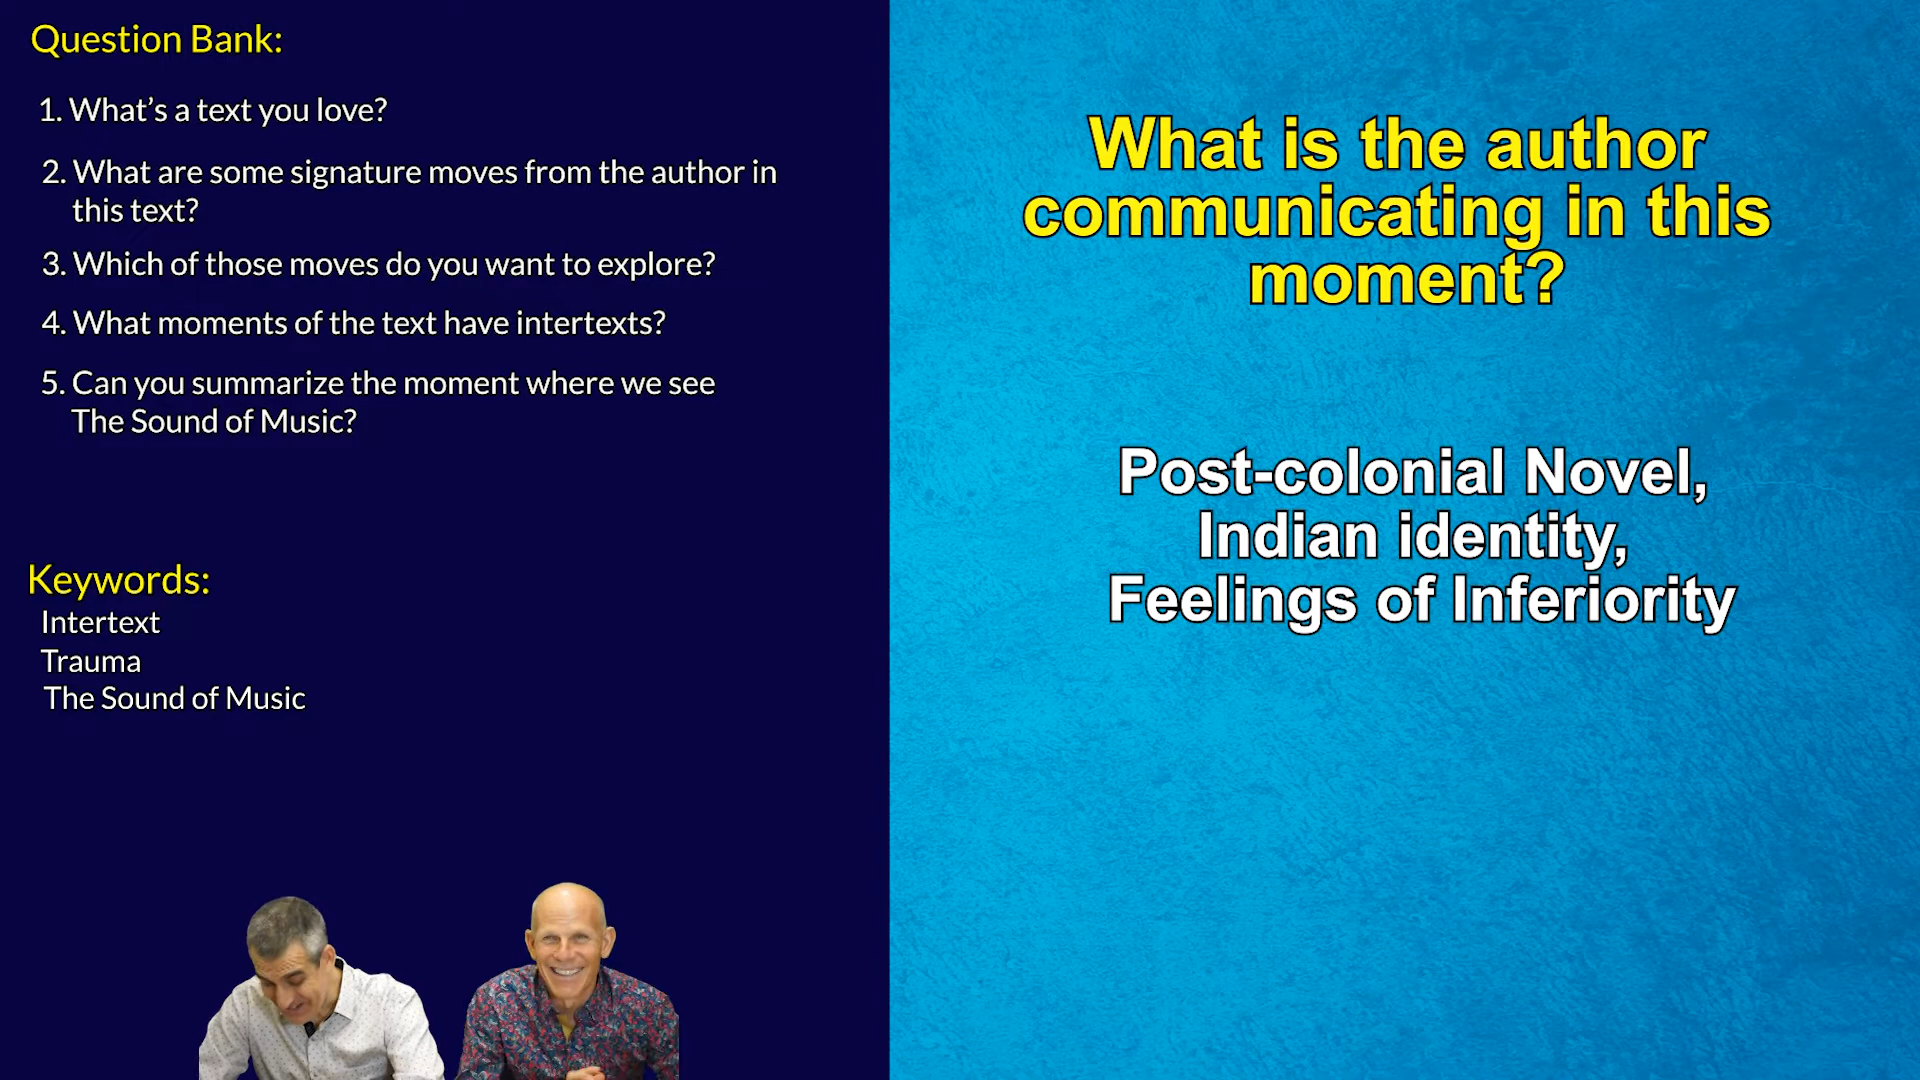 Question Bank:
1. What’s a text you love?
2. What are some signature moves from the author in
this text?
3. Which of those moves do you want to explore?
4. What moments of the text have intertexts?
5. Can you summarize the moment where we see
The Sound of Music?
Keywords:
Intertext
Trauma
The Sound of Music
What is the author
communicating in this
moment?
Post-colonial Novel,
Indian identity,
Feelings of Inferiority